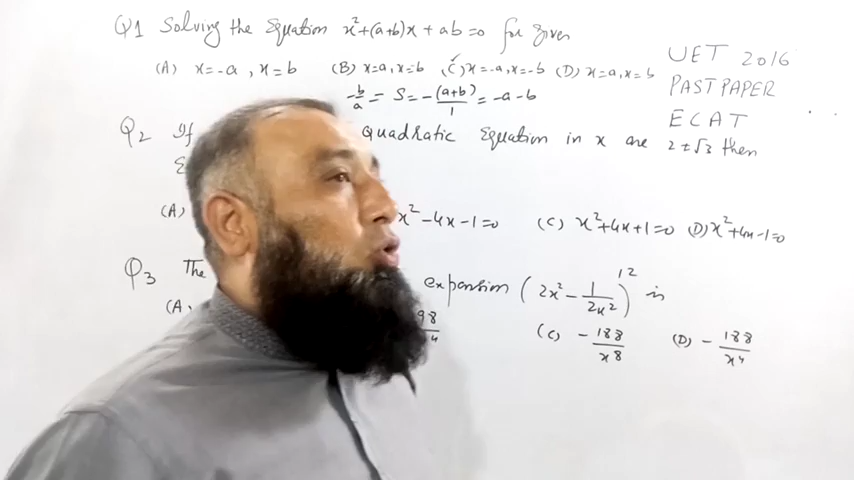 Q1 Solving the Equation x²+(a+b)x + ab=0 for given
(A) x=-a, x=b (B) x=a, x=b (C)✓ x=-a, x=-b (D) x=a, x=b
-b/a = S = -(a+b)/1 = -a-b
UET 2016
PASTPAPER
ECAT
Q2 If quadratic Equation in x are 2±√3 then
(A) x²-4x-1=0 (C) x²+4x+1=0 (D) x²+4x-1=0
Q3 The expansion (2x² - 1/2x²)^12 is
(A (C) -188/x8 (D) -188/x4